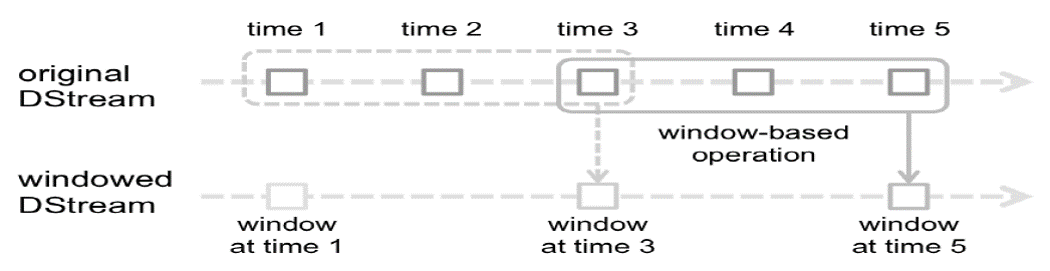 time 1 time 2 time 3 time 4 time 5
original
DStream
window-based
operation
windowed
DStream
window
at time 1
window
at time 3
window
at time 5